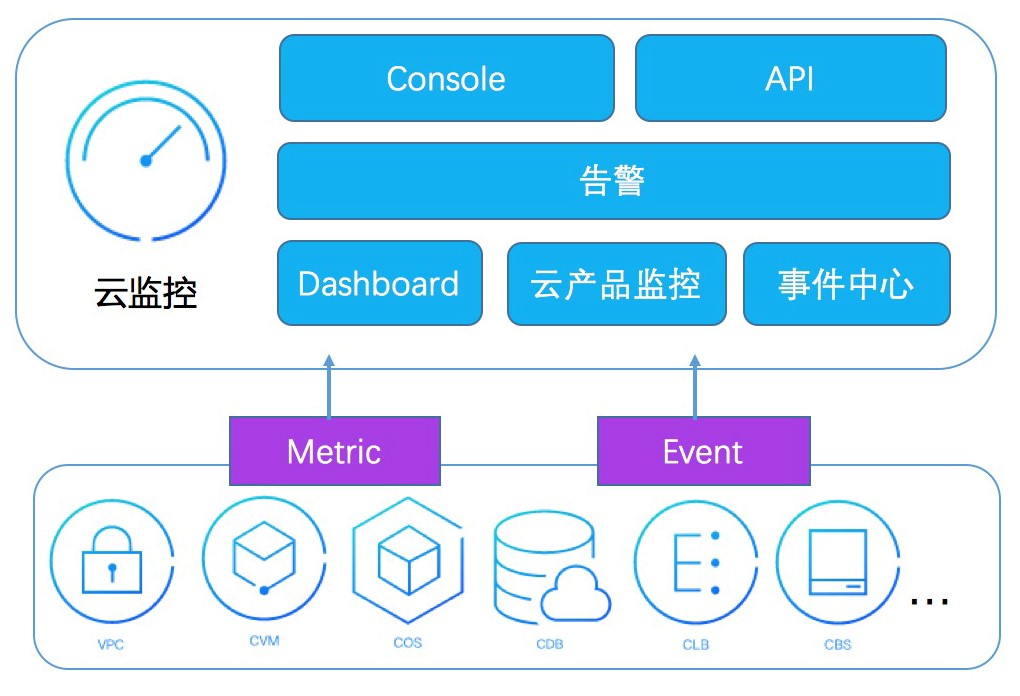 Console
API
告警
云监控
Dashboard
云产品监控
事件中心
Metric
Event
VPC
CVM
COS
CDB
CLB
CBS
...